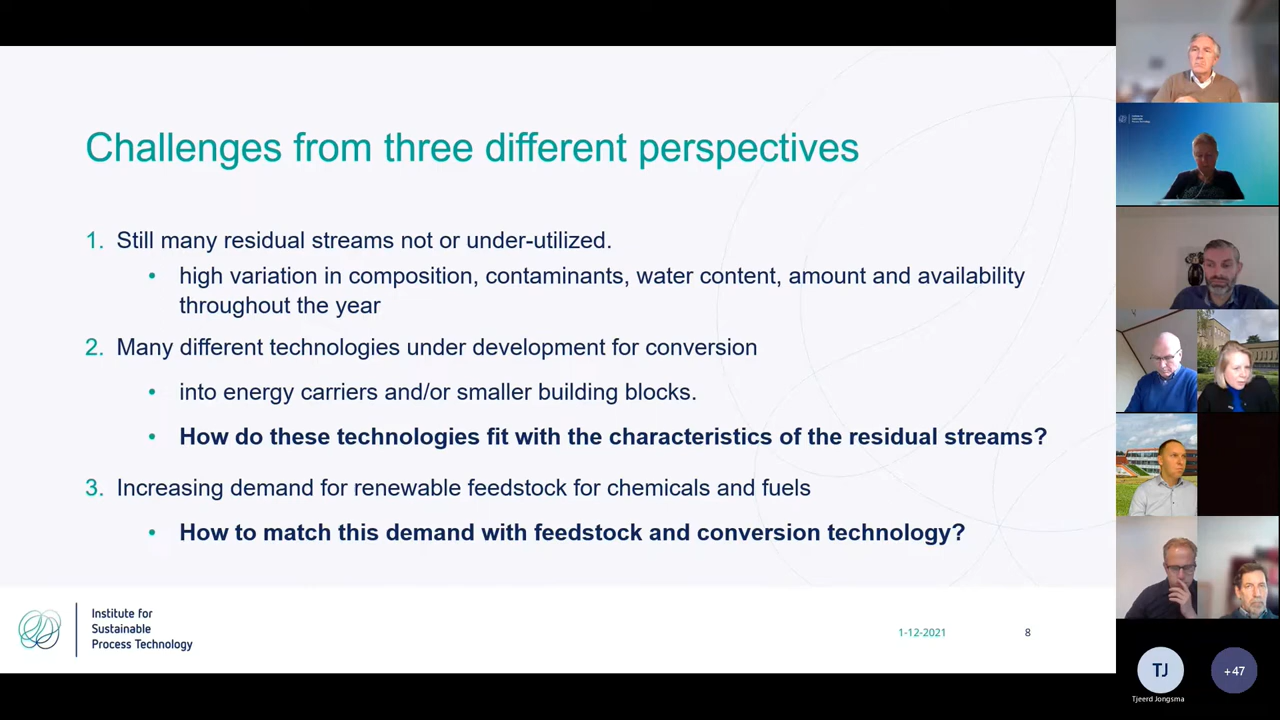 Challenges from three different perspectives
1. Still many residual streams not or under-utilized.
• high variation in composition, contaminants, water content, amount and availability
throughout the year
2. Many different technologies under development for conversion
• into energy carriers and/or smaller building blocks.
• How do these technologies fit with the characteristics of the residual streams?
3. Increasing demand for renewable feedstock for chemicals and fuels
• How to match this demand with feedstock and conversion technology?
Institute for
Sustainable
Process Technology
1-12-2021
8
TJ
Tjeerd Jongsma
+47